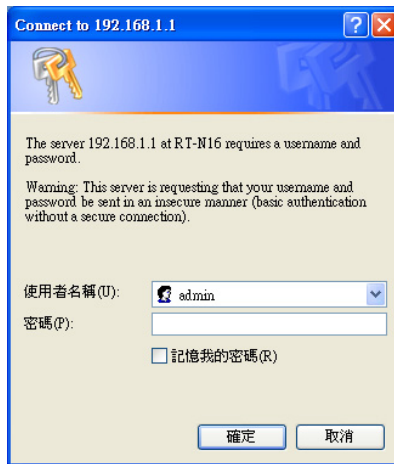 Connect to 192.168.1.1
The server 192.168.1.1 at RT-N16 requires a username and
password.
Warning: This server is requesting that your username and
password be sent in an insecure manner (basic authentication
without a secure connection).
使用者名稱(U):
admin
密碼(P):
記憶我的密碼(R)
確定
取消